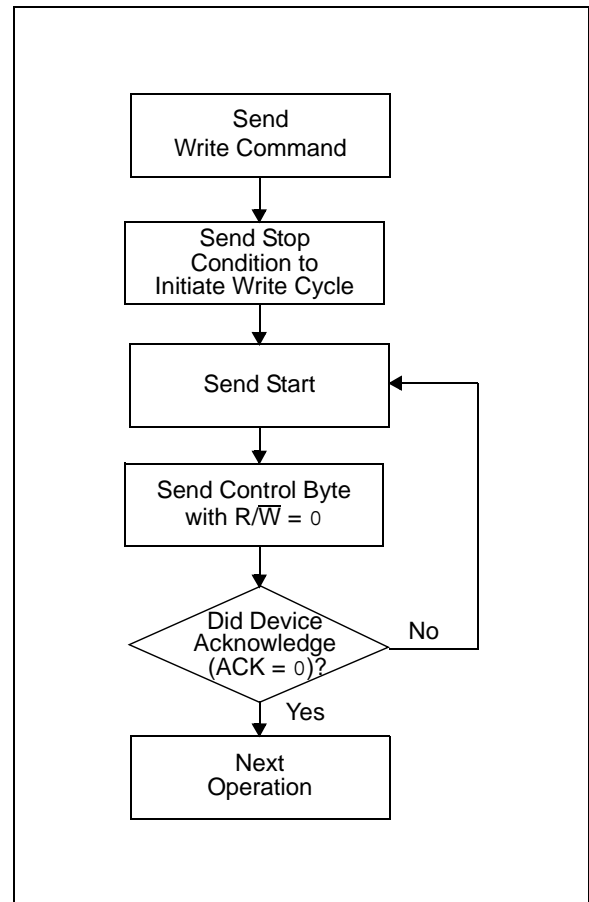 Send
Write Command
Send Stop
Condition to
Initiate Write Cycle
Send Start
Send Control Byte
with R/W̅ = 0
Did Device
Acknowledge
(ACK = 0)?
No
Yes
Next
Operation